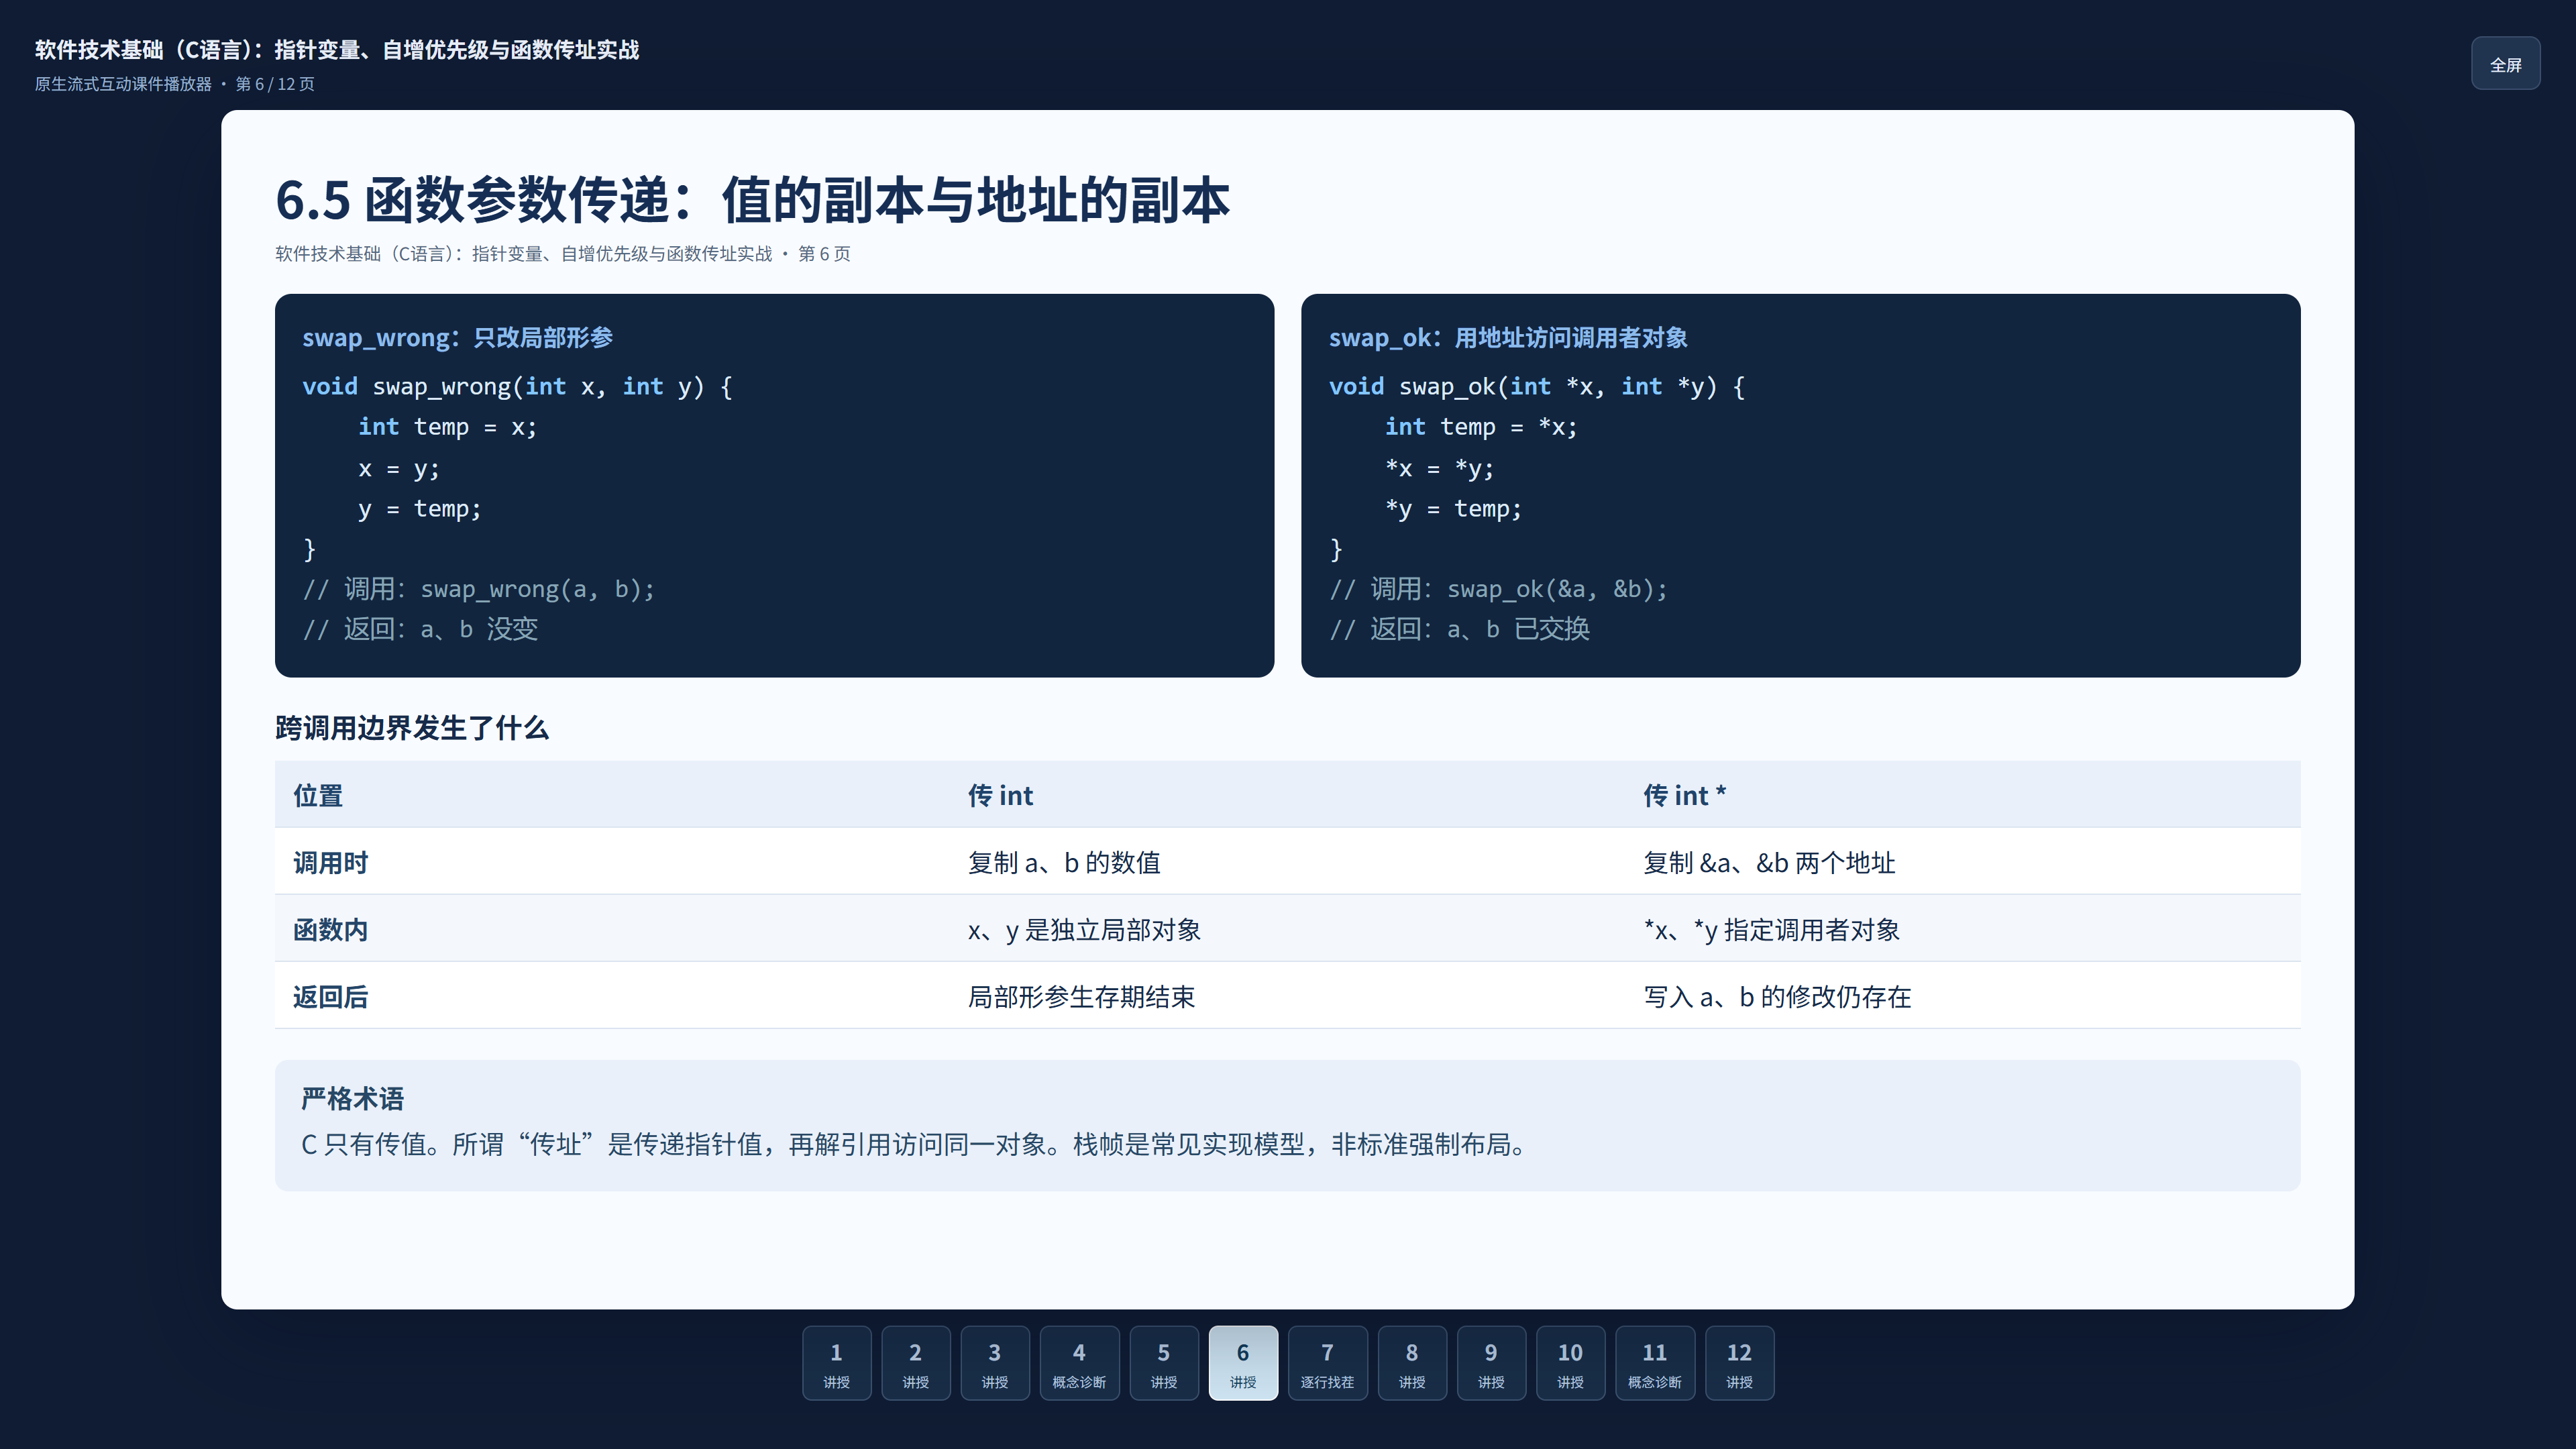 软件技术基础（C语言）：指针变量、自增优先级与函数传址实战
原生流式互动课件播放器 · 第 6 / 12 页
全屏
6.5 函数参数传递：值的副本与地址的副本
软件技术基础（C语言）：指针变量、自增优先级与函数传址实战 · 第 6 页
swap_wrong：只改局部形参
void swap_wrong(int x, int y) {
    int temp = x;
    x = y;
    y = temp;
}
// 调用：swap_wrong(a, b);
// 返回：a、b 没变
swap_ok：用地址访问调用者对象
void swap_ok(int *x, int *y) {
    int temp = *x;
    *x = *y;
    *y = temp;
}
// 调用：swap_ok(&a, &b);
// 返回：a、b 已交换
跨调用边界发生了什么
位置 传 int 传 int *
调用时 复制 a、b 的数值 复制 &a、&b 两个地址
函数内 x、y 是独立局部对象 *x、*y 指定调用者对象
返回后 局部形参生存期结束 写入 a、b 的修改仍存在
严格术语
C 只有传值。所谓“传址”是传递指针值，再解引用访问同一对象。栈帧是常见实现模型，非标准强制布局。
1 2 3 4 5 6 7 8 9 10 11 12
讲授 讲授 讲授 概念诊断 讲授 讲授 逐行找茬 讲授 讲授 讲授 概念诊断 讲授